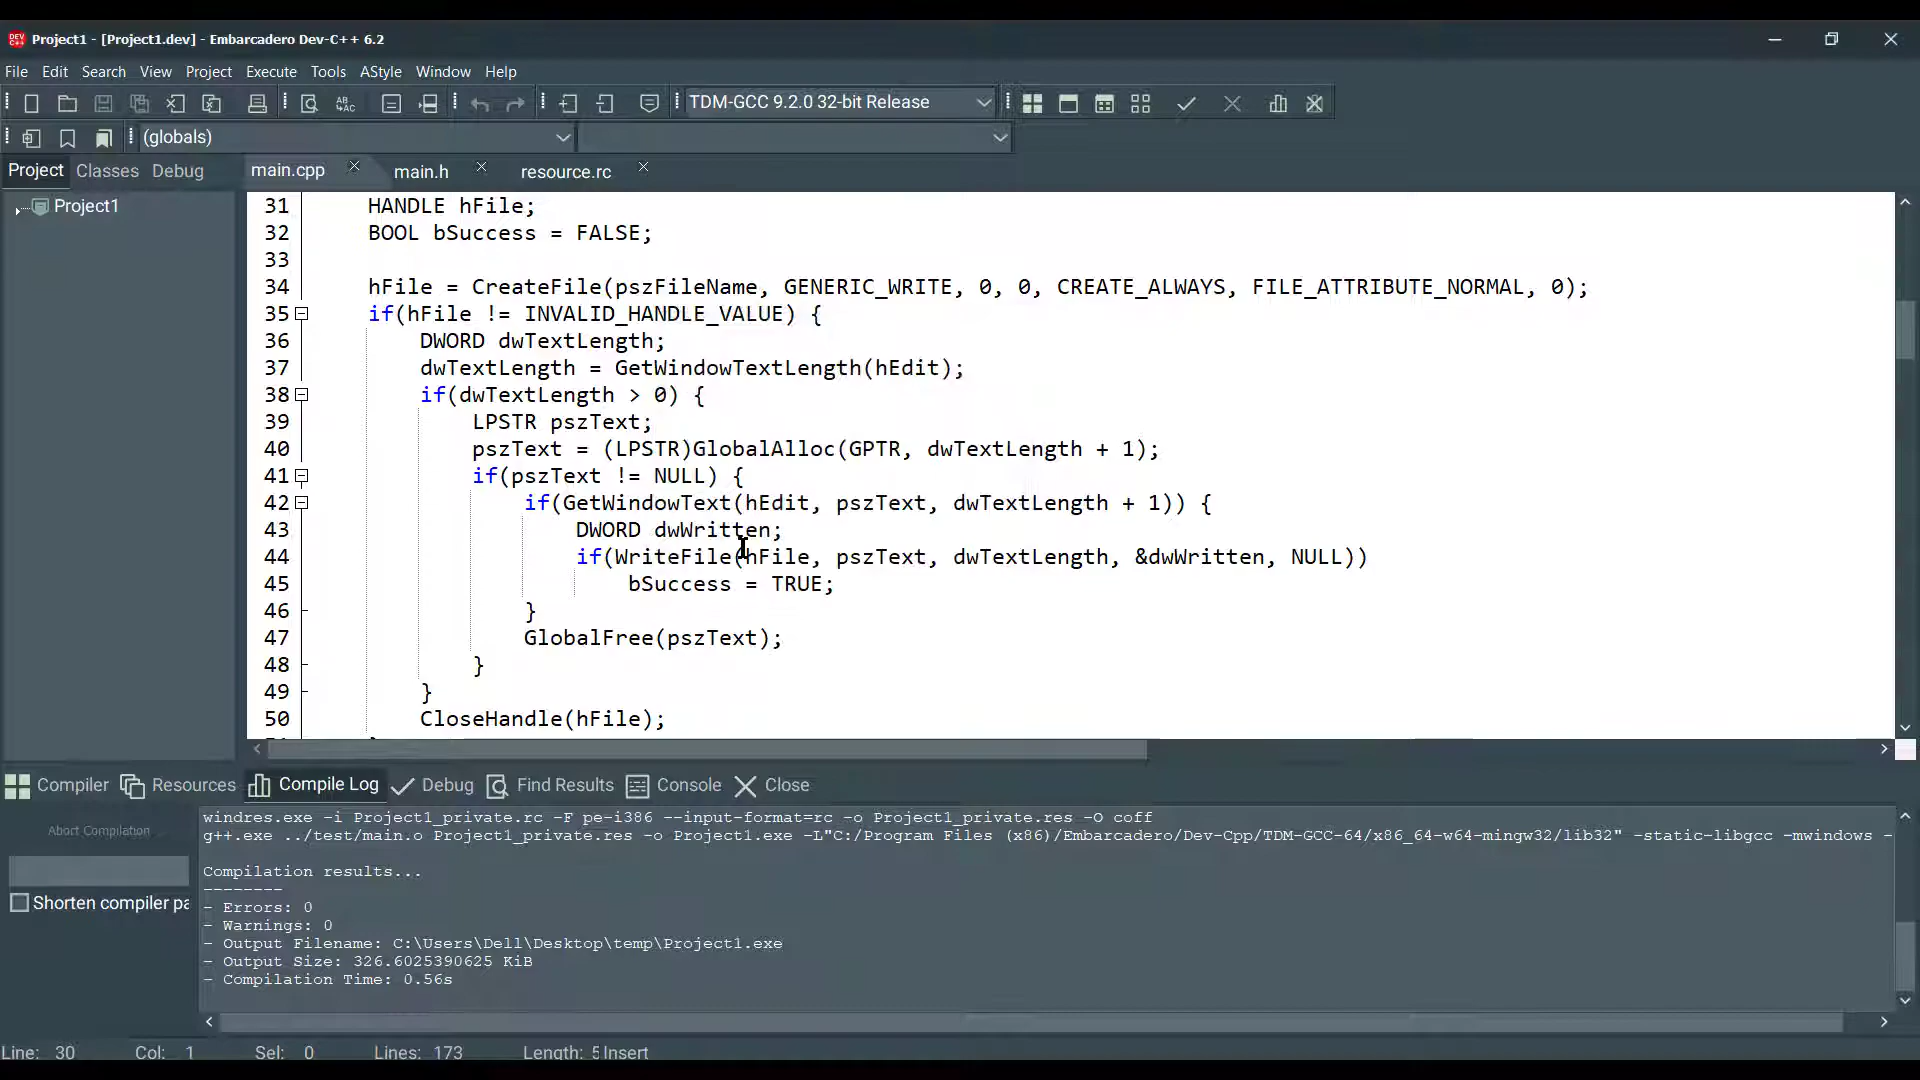 Project1 - [Project1.dev] - Embarcadero Dev-C++ 6.2
File Edit Search View Project Execute Tools AStyle Window Help
TDM-GCC 9.2.0 32-bit Release
(globals)
Project Classes Debug main.cpp main.h resource.rc
Project1
31 HANDLE hFile;
32 BOOL bSuccess = FALSE;
33
34 hFile = CreateFile(pszFileName, GENERIC_WRITE, 0, 0, CREATE_ALWAYS, FILE_ATTRIBUTE_NORMAL, 0);
35 if(hFile != INVALID_HANDLE_VALUE) {
36 DWORD dwTextLength;
37 dwTextLength = GetWindowTextLength(hEdit);
38 if(dwTextLength > 0) {
39 LPSTR pszText;
40 pszText = (LPSTR)GlobalAlloc(GPTR, dwTextLength + 1);
41 if(pszText != NULL) {
42 if(GetWindowText(hEdit, pszText, dwTextLength + 1)) {
43 DWORD dwWritten;
44 if(WriteFile(hFile, pszText, dwTextLength, &dwWritten, NULL))
45 bSuccess = TRUE;
46 }
47 GlobalFree(pszText);
48 }
49 }
50 CloseHandle(hFile);
Compiler Resources Compile Log Debug Find Results Console Close
Abort Compilation
Shorten compiler pa
windres.exe -i Project1_private.rc -F pe-i386 --input-format=rc -o Project1_private.res -O coff
g++.exe ../test/main.o Project1_private.res -o Project1.exe -L"C:/Program Files (x86)/Embarcadero/Dev-Cpp/TDM-GCC-64/x86_64-w64-mingw32/lib32" -static-libgcc -mwindows -
Compilation results...
--------
- Errors: 0
- Warnings: 0
- Output Filename: C:\Users\Dell\Desktop\temp\Project1.exe
- Output Size: 326.6025390625 KiB
- Compilation Time: 0.56s
Line: 30 Col: 1 Sel: 0 Lines: 173 Length: 5 Insert